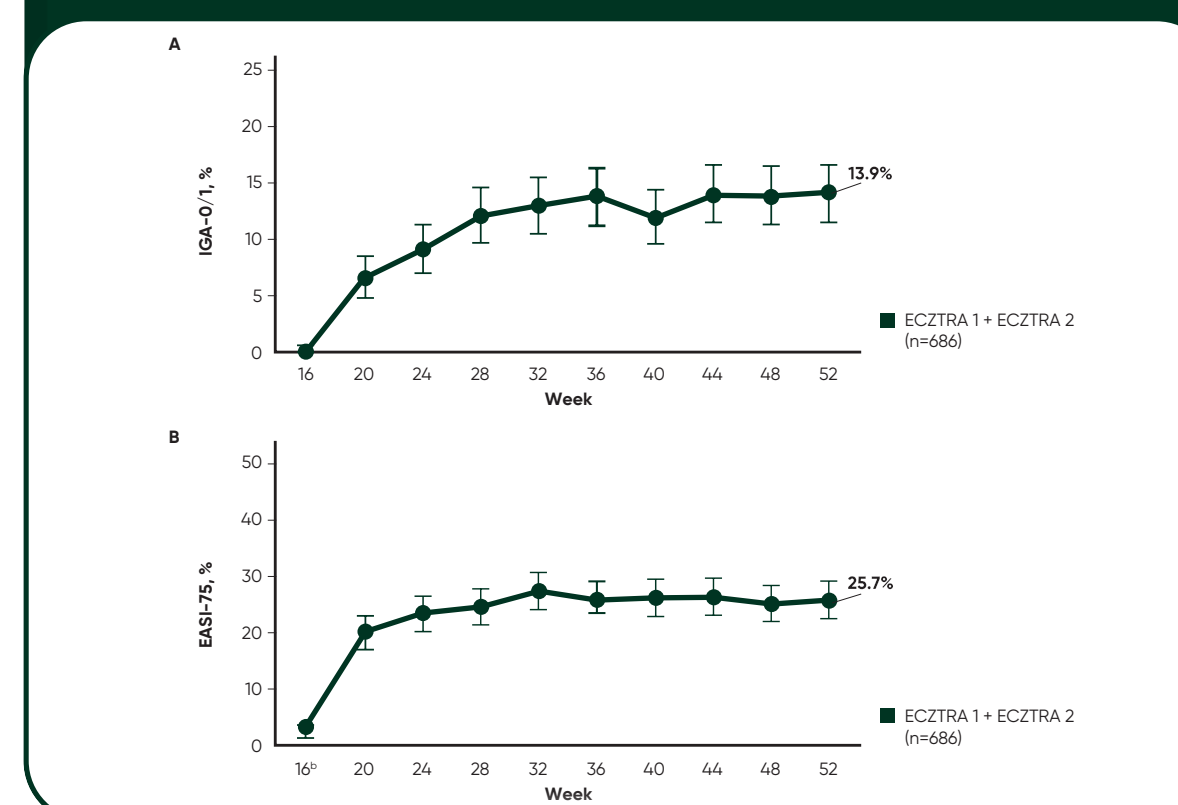 A
25
20
15
10
5
0
IGA-0/1, %
13.9%
ECZTRA 1 + ECZTRA 2
(n=686)
16 20 24 28 32 36 40 44 48 52
Week
B
50
40
30
20
10
0
EASI-75, %
25.7%
ECZTRA 1 + ECZTRA 2
(n=686)
16ᵇ 20 24 28 32 36 40 44 48 52
Week